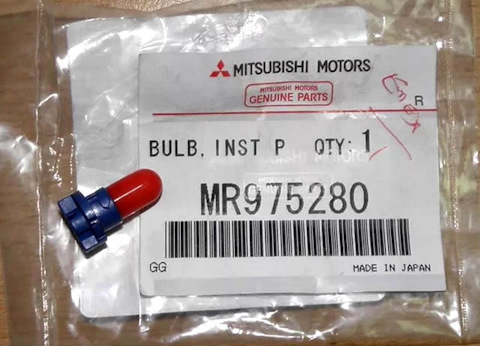 MITSUBISHI MOTORS
MITSUBISHI MOTORS
GENUINE PARTS
R
BULB, INST P QTY: 1
MR975280
GG
MADE IN JAPAN